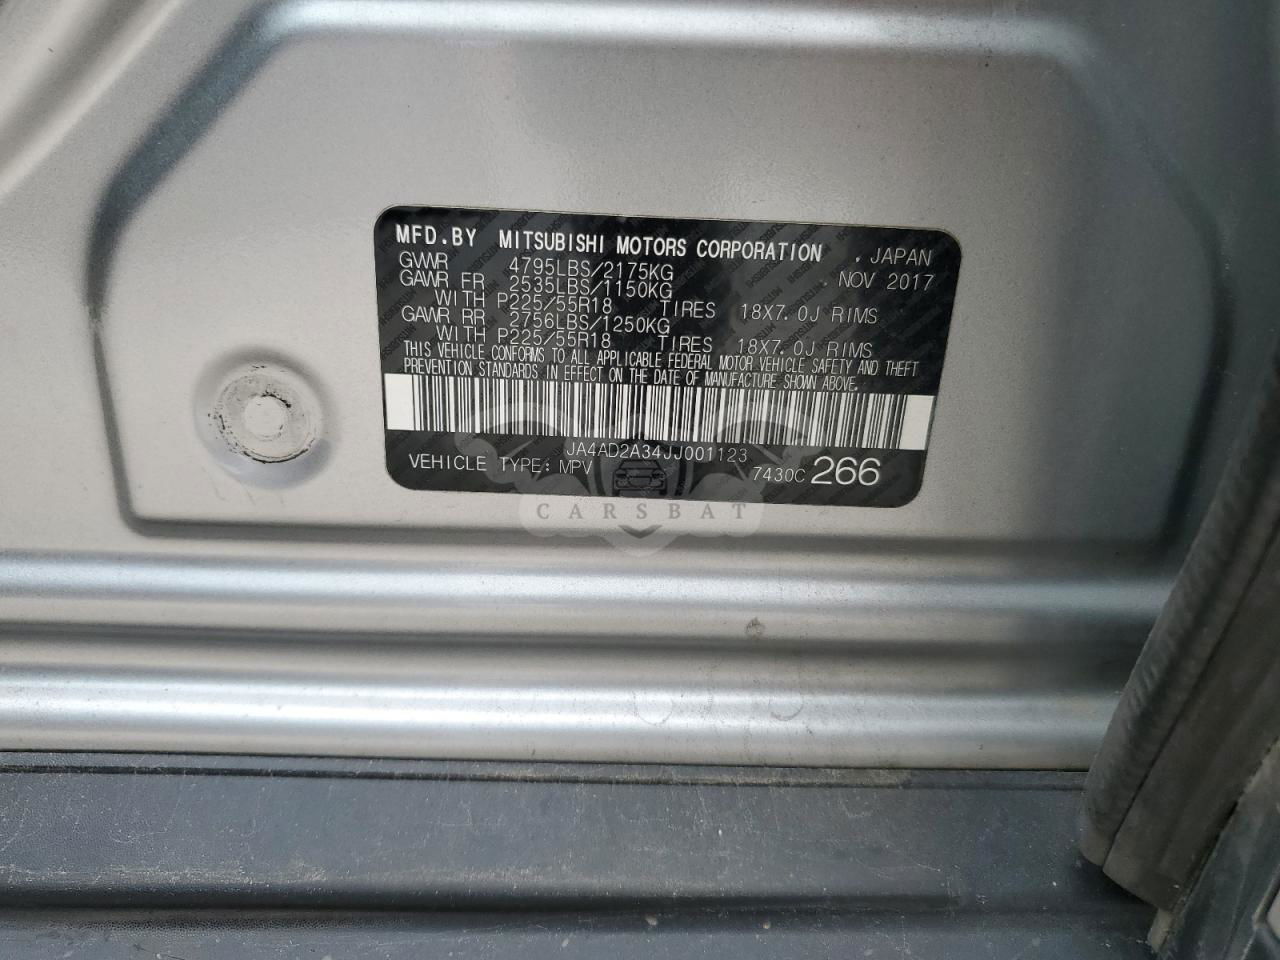 MFD.BY MITSUBISHI MOTORS CORPORATION , JAPAN
GVWR 4795LBS/2175KG NOV 2017
GAWR FR 2535LBS/1150KG
WITH P225/55R18 TIRES 18X7.0J RIMS
GAWR RR 2756LBS/1250KG
WITH P225/55R18 TIRES 18X7.0J RIMS
THIS VEHICLE CONFORMS TO ALL APPLICABLE FEDERAL MOTOR VEHICLE SAFETY AND THEFT
PREVENTION STANDARDS IN EFFECT ON THE DATE OF MANUFACTURE SHOWN ABOVE.
JA4AD2A34JJ001123
VEHICLE TYPE: MPV 7430C 266
CARSBAT